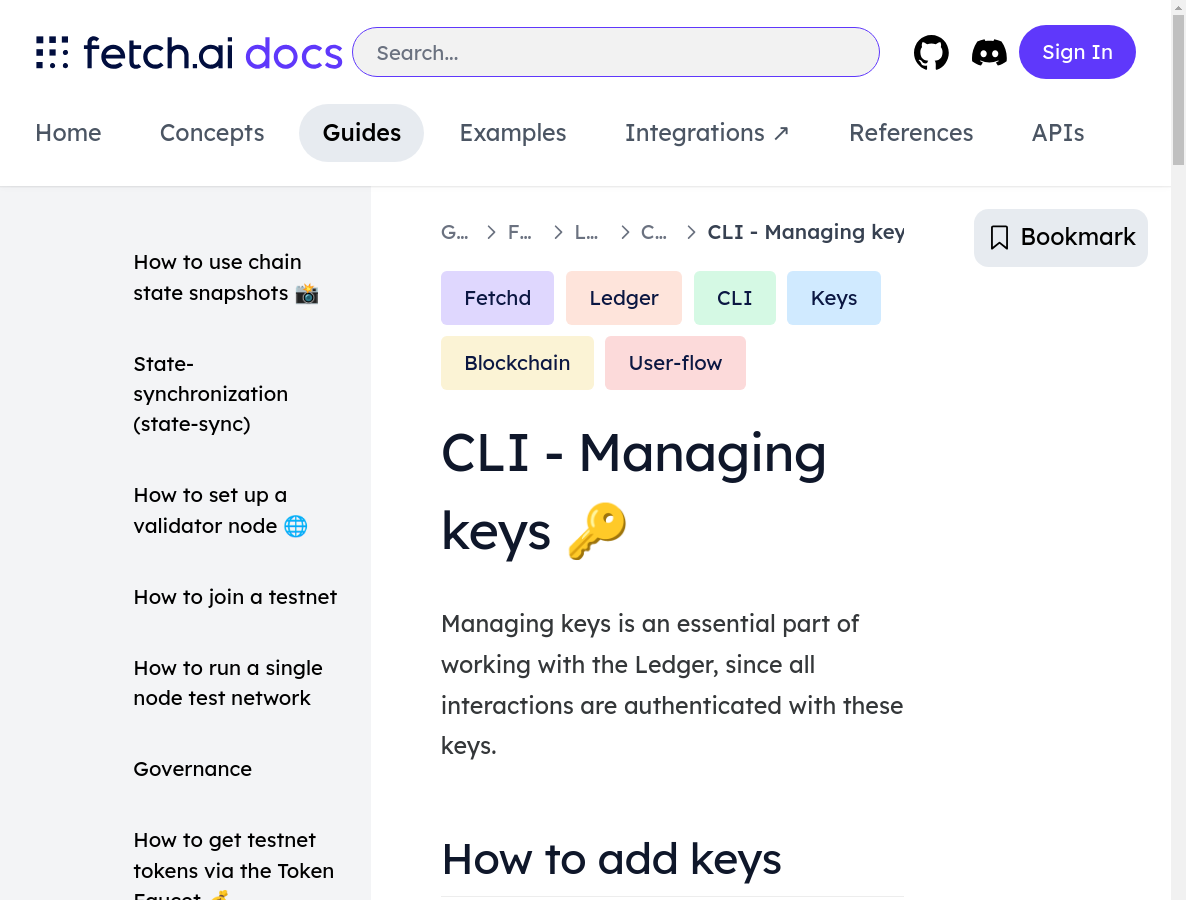 fetch.ai docs
Search...
Sign In
Home
Concepts
Guides
Examples
Integrations ↗
References
APIs
How to use chain
state snapshots 📸
State-
synchronization
(state-sync)
How to set up a
validator node 🌐
How to join a testnet
How to run a single
node test network
Governance
How to get testnet
tokens via the Token
Faucet 💰
G... > F... > L... > C... > CLI - Managing key
Bookmark
Fetchd
Ledger
CLI
Keys
Blockchain
User-flow
CLI - Managing
keys 🔑
Managing keys is an essential part of
working with the Ledger, since all
interactions are authenticated with these
keys.
How to add keys